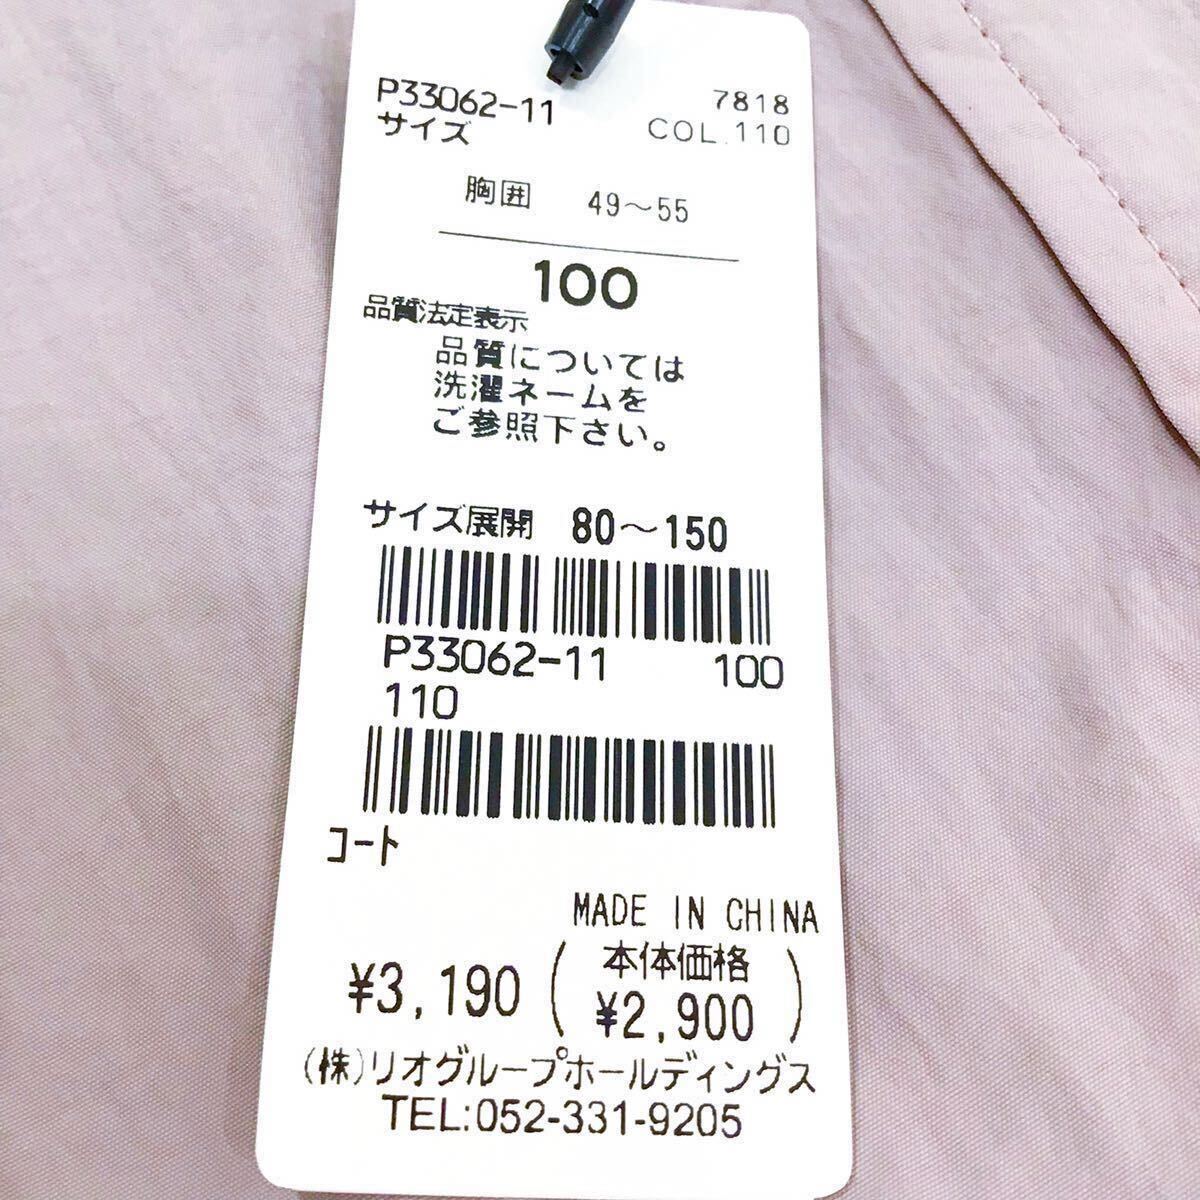 P33062-11 7818
サイズ COL.110
胸囲 49～55
100
品質法定表示
品質については
洗濯ネームを
ご参照下さい。
サイズ展開 80～150
P33062-11 100
110
コート
MADE IN CHINA
¥3,190 (本体価格 ¥2,900)
(株)リオグループホールディングス
TEL:052-331-9205